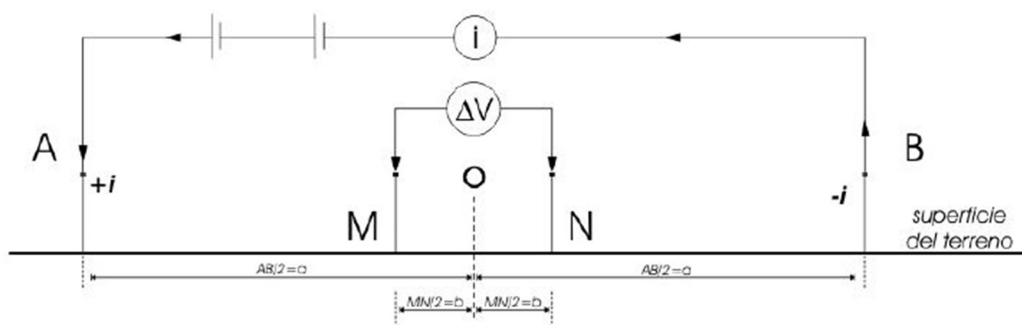 i
ΔV
A
B
+i
O
-i
M
N
superficie
del terreno
AB/2=a
AB/2=a
MN/2=b
MN/2=b